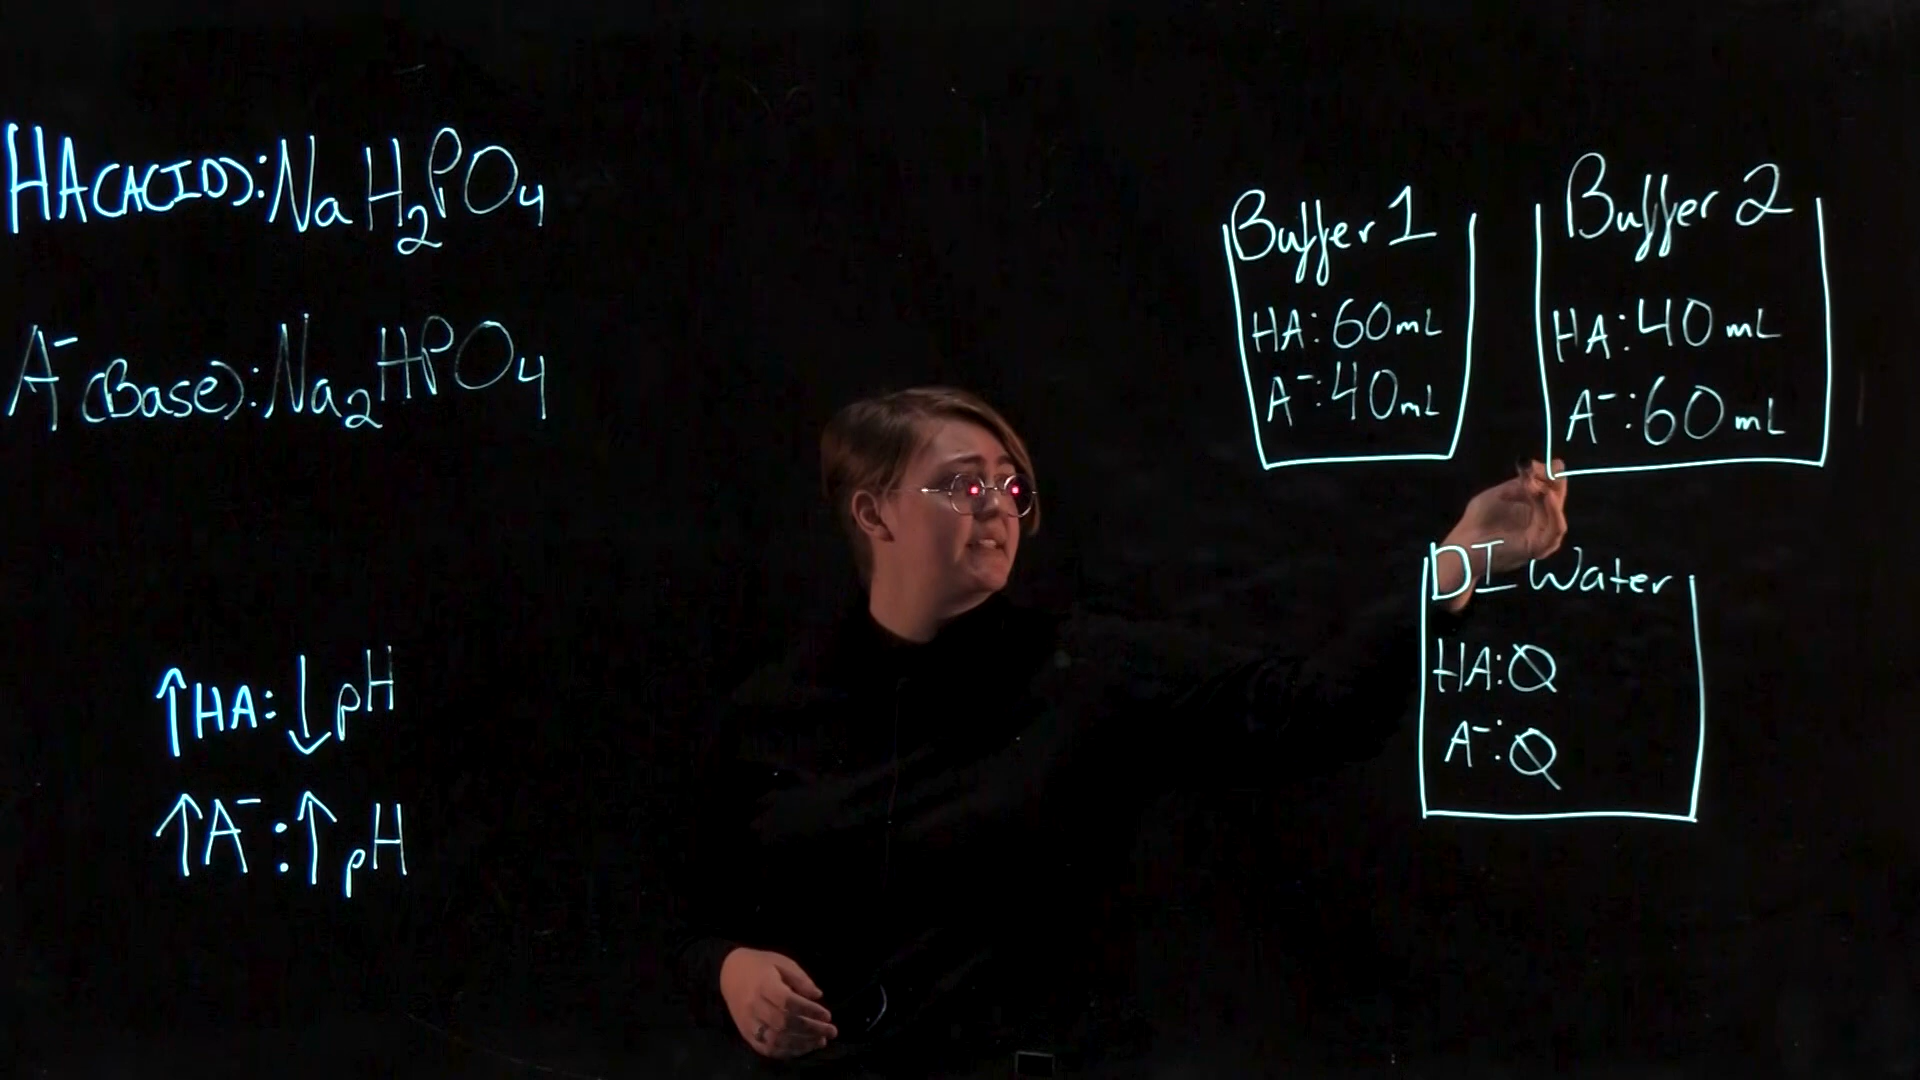 HA(ACID): NaH₂PO₄
A⁻(Base): Na₂HPO₄
↑HA: ↓pH
↑A⁻: ↑pH
Buffer 1
HA: 60mL
A⁻: 40mL
Buffer 2
HA: 40mL
A⁻: 60mL
DI Water
HA: Ø
A⁻: Ø